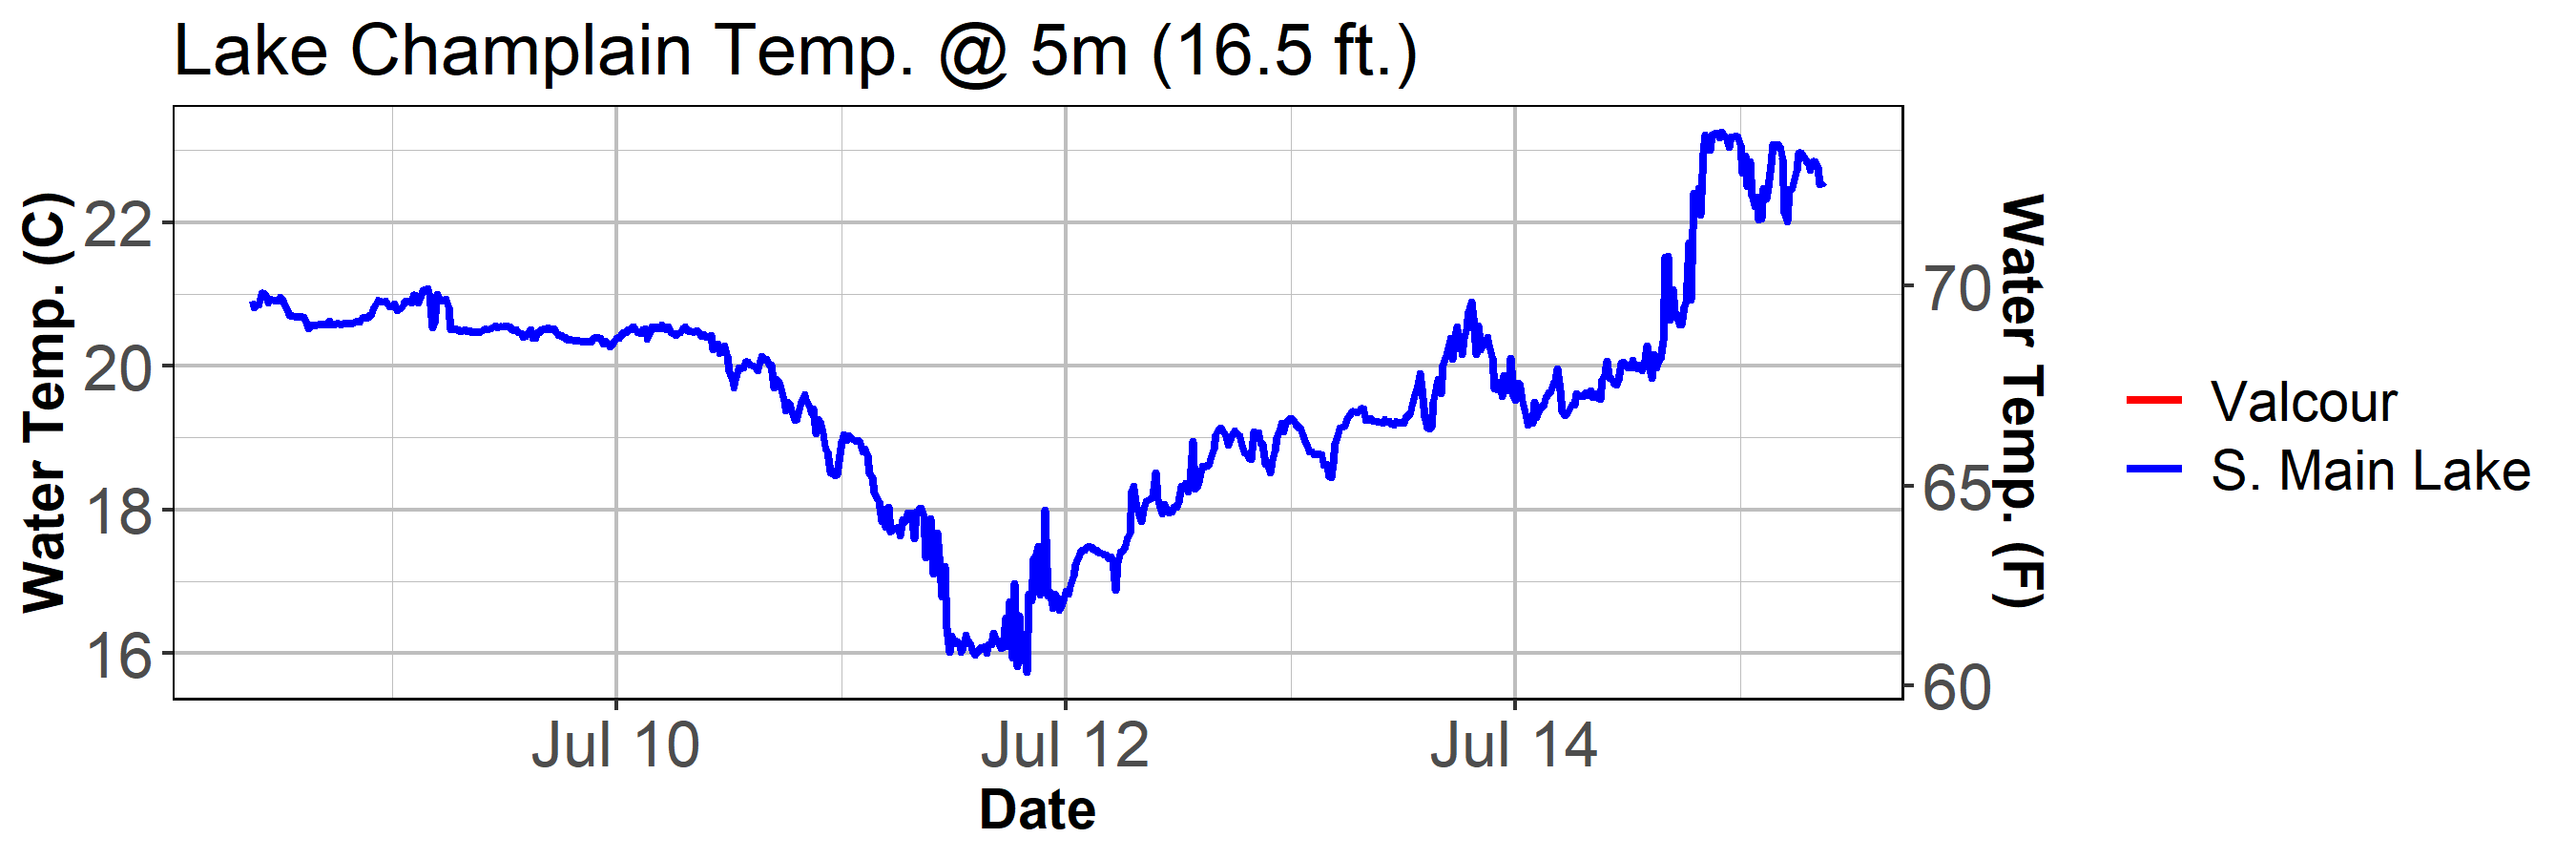 Lake Champlain Temp. @ 5m (16.5 ft.)
Water Temp. (C)
22
20
18
16
70
65
60
Water Temp. (F)
Jul 10
Jul 12
Jul 14
Date
Valcour
S. Main Lake